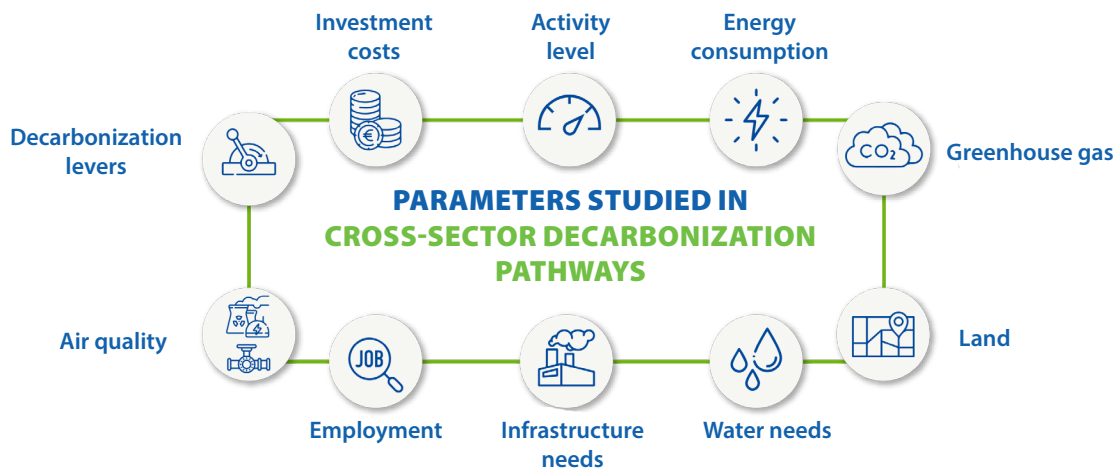 Investment
costs
Activity
level
Energy
consumption
Decarbonization
levers
€
CO2
Greenhouse gas
PARAMETERS STUDIED IN
CROSS-SECTOR DECARBONIZATION
PATHWAYS
Air quality
JOB
Land
Employment
Infrastructure
needs
Water needs